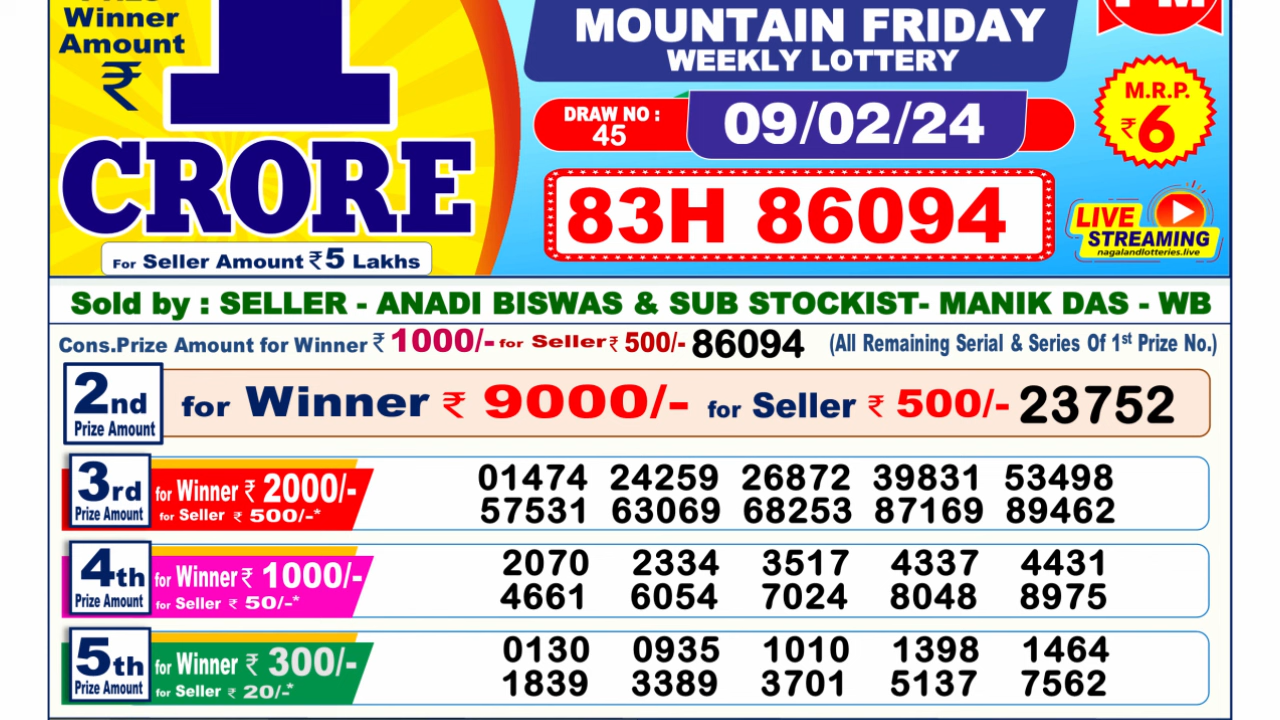 Winner
Amount
₹
1
CRORE
For Seller Amount ₹5 Lakhs
MOUNTAIN FRIDAY
WEEKLY LOTTERY
DRAW NO :
45
09/02/24
M.R.P.
₹6
83H 86094
LIVE
STREAMING
nagalandlotteries.live
Sold by : SELLER - ANADI BISWAS & SUB STOCKIST- MANIK DAS - WB
Cons.Prize Amount for Winner ₹ 1000/- for Seller ₹ 500/- 86094 (All Remaining Serial & Series Of 1st Prize No.)
2nd
Prize Amount
for Winner ₹ 9000/- for Seller ₹ 500/- 23752
3rd
Prize Amount
for Winner ₹ 2000/-
for Seller ₹ 500/-*
01474 24259 26872 39831 53498
57531 63069 68253 87169 89462
4th
Prize Amount
for Winner ₹ 1000/-
for Seller ₹ 50/-*
2070 2334 3517 4337 4431
4661 6054 7024 8048 8975
5th
Prize Amount
for Winner ₹ 300/-
for Seller ₹ 20/-*
0130 0935 1010 1398 1464
1839 3389 3701 5137 7562